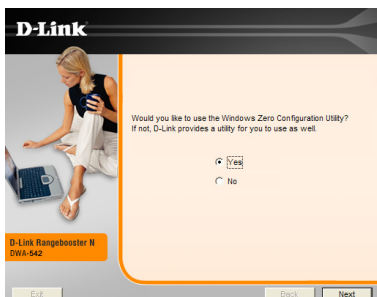 D-Link
Would you like to use the Windows Zero Configuration Utility?
If not, D-Link provides a utility for you to use as well.
Yes
No
D-Link Rangebooster N
DWA-542
Exit
Back
Next